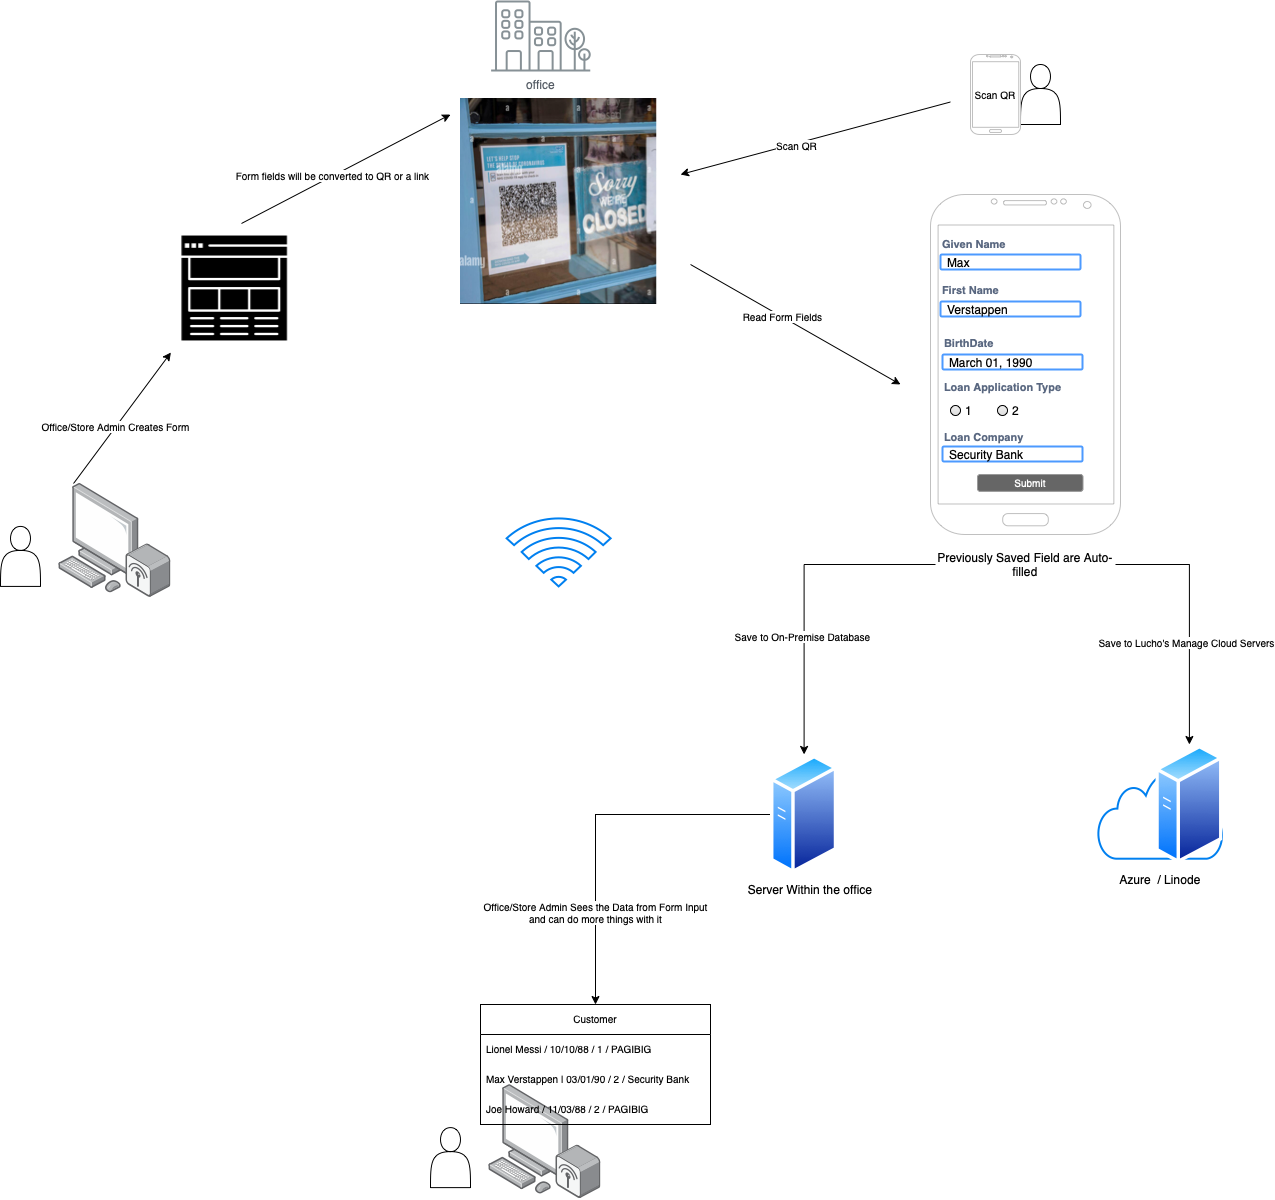 office
Scan QR
LET'S HELP STOP
THE SPREAD OF CORONAVIRUS
Sorry
WE'RE
CLOSED
alamy
a
a
a
a
a
Scan QR
Form fields will be converted to QR or a link
Read Form Fields
Given Name
Max
First Name
Verstappen
BirthDate
March 01, 1990
Loan Application Type
1 2
Loan Company
Security Bank
Submit
Office/Store Admin Creates Form
Previously Saved Field are Auto-
filled
Save to On-Premise Database
Save to Lucho's Manage Cloud Servers
Server Within the office
Azure / Linode
Office/Store Admin Sees the Data from Form Input
and can do more things with it
Customer
Lionel Messi / 10/10/88 / 1 / PAGIBIG
Max Verstappen | 03/01/90 / 2 / Security Bank
Joe Howard / 11/03/88 / 2 / PAGIBIG